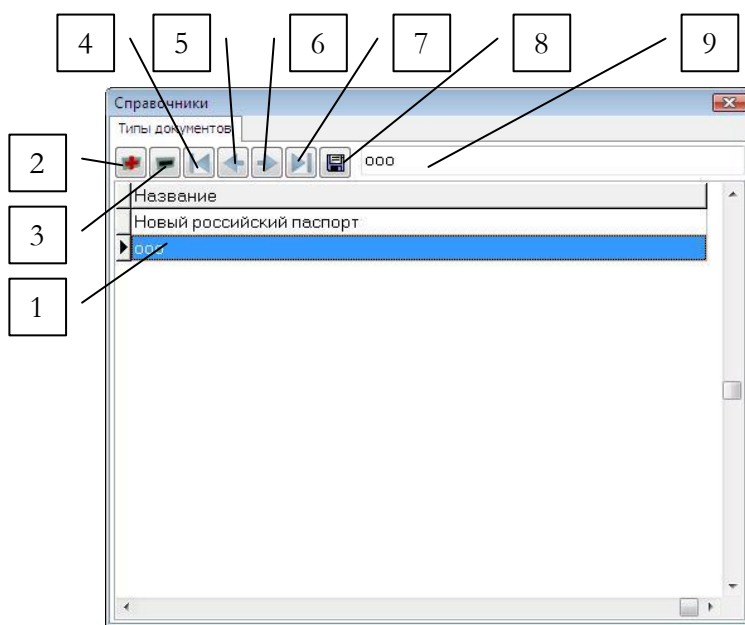 4 5 6 7 8 9
Справочники
Типы документов
2
ооо
3
Название
Новый российский паспорт
ооо
1